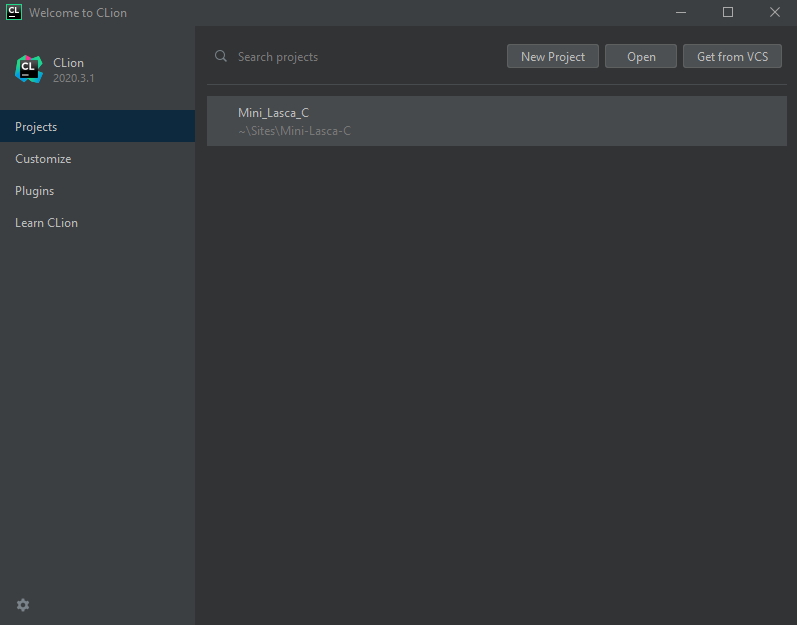 CL Welcome to CLion
CL CLion
2020.3.1
Search projects
New Project
Open
Get from VCS
Projects
Customize
Plugins
Learn CLion
Mini_Lasca_C
~\Sites\Mini-Lasca-C